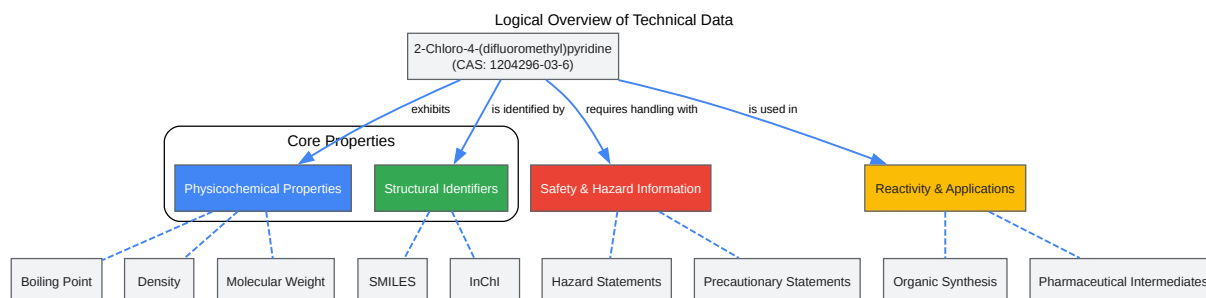 Logical Overview of Technical Data
2-Chloro-4-(difluoromethyl)pyridine
(CAS: 1204296-03-6)
exhibits
is identified by
requires handling with
is used in
Core Properties
Physicochemical Properties
Structural Identifiers
Safety & Hazard Information
Reactivity & Applications
Boiling Point
Density
Molecular Weight
SMILES
InChI
Hazard Statements
Precautionary Statements
Organic Synthesis
Pharmaceutical Intermediates